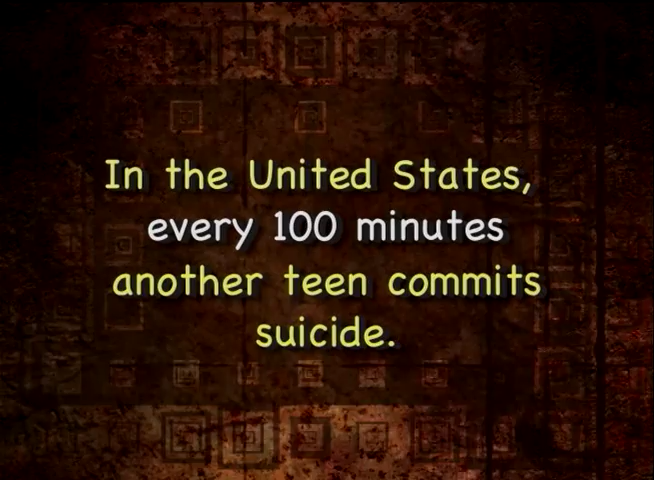 In the United States,
every 100 minutes
another teen commits
suicide.